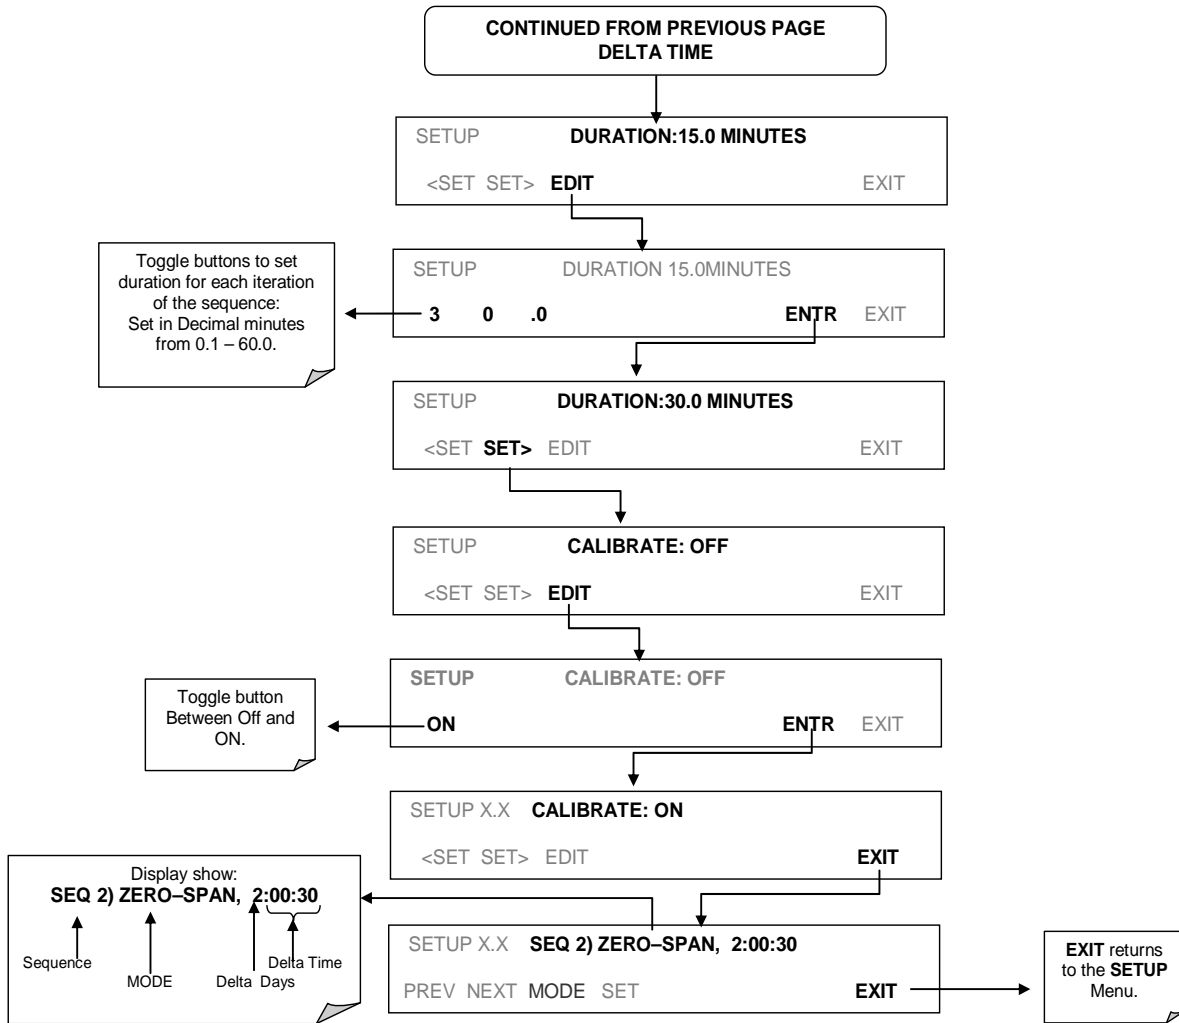 CONTINUED FROM PREVIOUS PAGE
DELTA TIME
SETUP DURATION:15.0 MINUTES
<SET SET> EDIT EXIT
Toggle buttons to set
duration for each iteration
of the sequence:
Set in Decimal minutes
from 0.1 – 60.0.
SETUP DURATION 15.0MINUTES
3 0 .0 ENTR EXIT
SETUP DURATION:30.0 MINUTES
<SET SET> EDIT EXIT
SETUP CALIBRATE: OFF
<SET SET> EDIT EXIT
Toggle button
Between Off and
ON.
SETUP CALIBRATE: OFF
ON ENTR EXIT
SETUP X.X CALIBRATE: ON
<SET SET> EDIT EXIT
Display show:
SEQ 2) ZERO–SPAN, 2:00:30
Sequence
MODE
Delta Days
Delta Time
SETUP X.X SEQ 2) ZERO–SPAN, 2:00:30
PREV NEXT MODE SET EXIT
EXIT returns
to the SETUP
Menu.